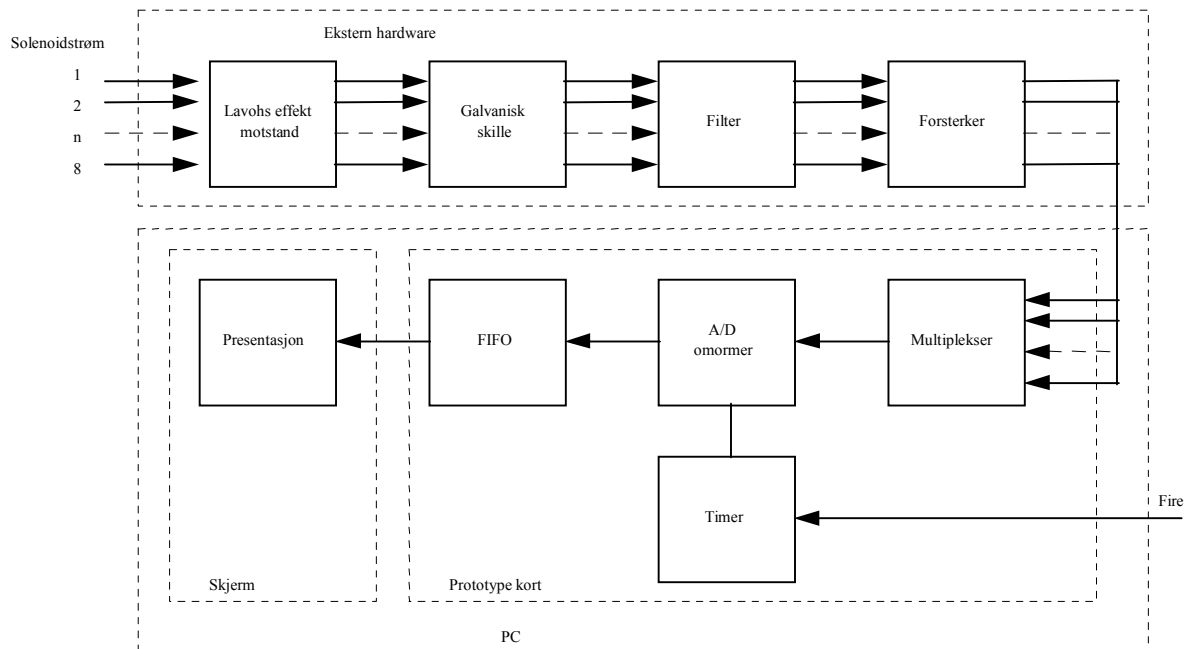 Ekstern hardware
Solenoidstrøm
1
2
n
8
Lavohs effekt
motstand
Galvanisk
skille
Filter
Forsterker
Presentasjon
FIFO
A/D
omormer
Multiplekser
Timer
Fire
Skjerm
Prototype kort
PC